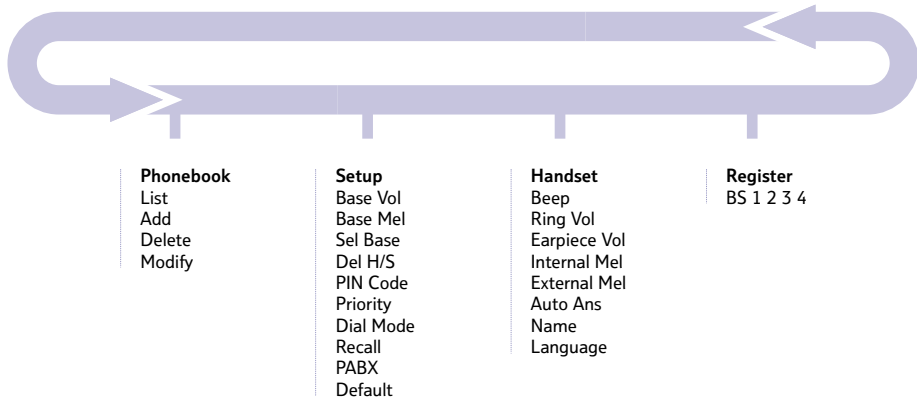 Phonebook
List
Add
Delete
Modify
Setup
Base Vol
Base Mel
Sel Base
Del H/S
PIN Code
Priority
Dial Mode
Recall
PABX
Default
Handset
Beep
Ring Vol
Earpiece Vol
Internal Mel
External Mel
Auto Ans
Name
Language
Register
BS 1 2 3 4